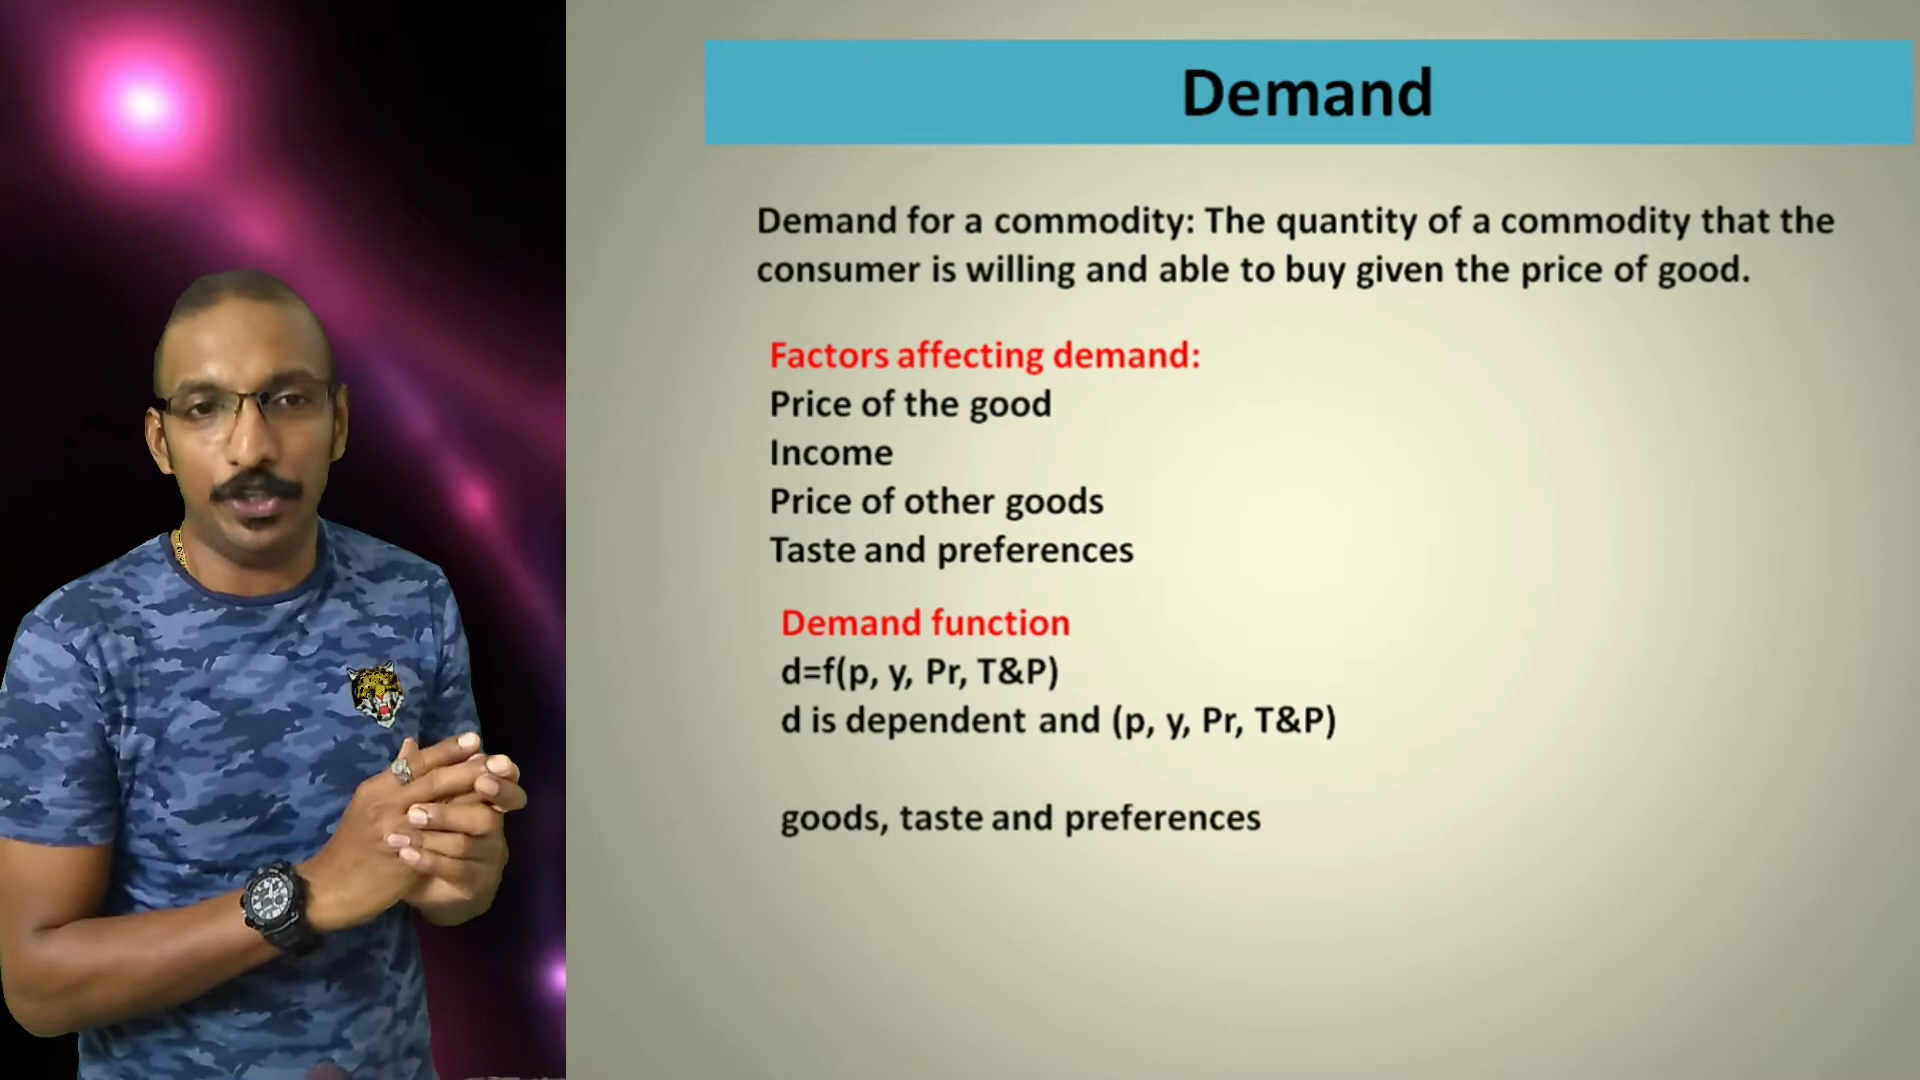 Demand
Demand for a commodity: The quantity of a commodity that the
consumer is willing and able to buy given the price of good.
Factors affecting demand:
Price of the good
Income
Price of other goods
Taste and preferences
Demand function
d=f(p, y, Pr, T&P)
d is dependent and (p, y, Pr, T&P)
goods, taste and preferences